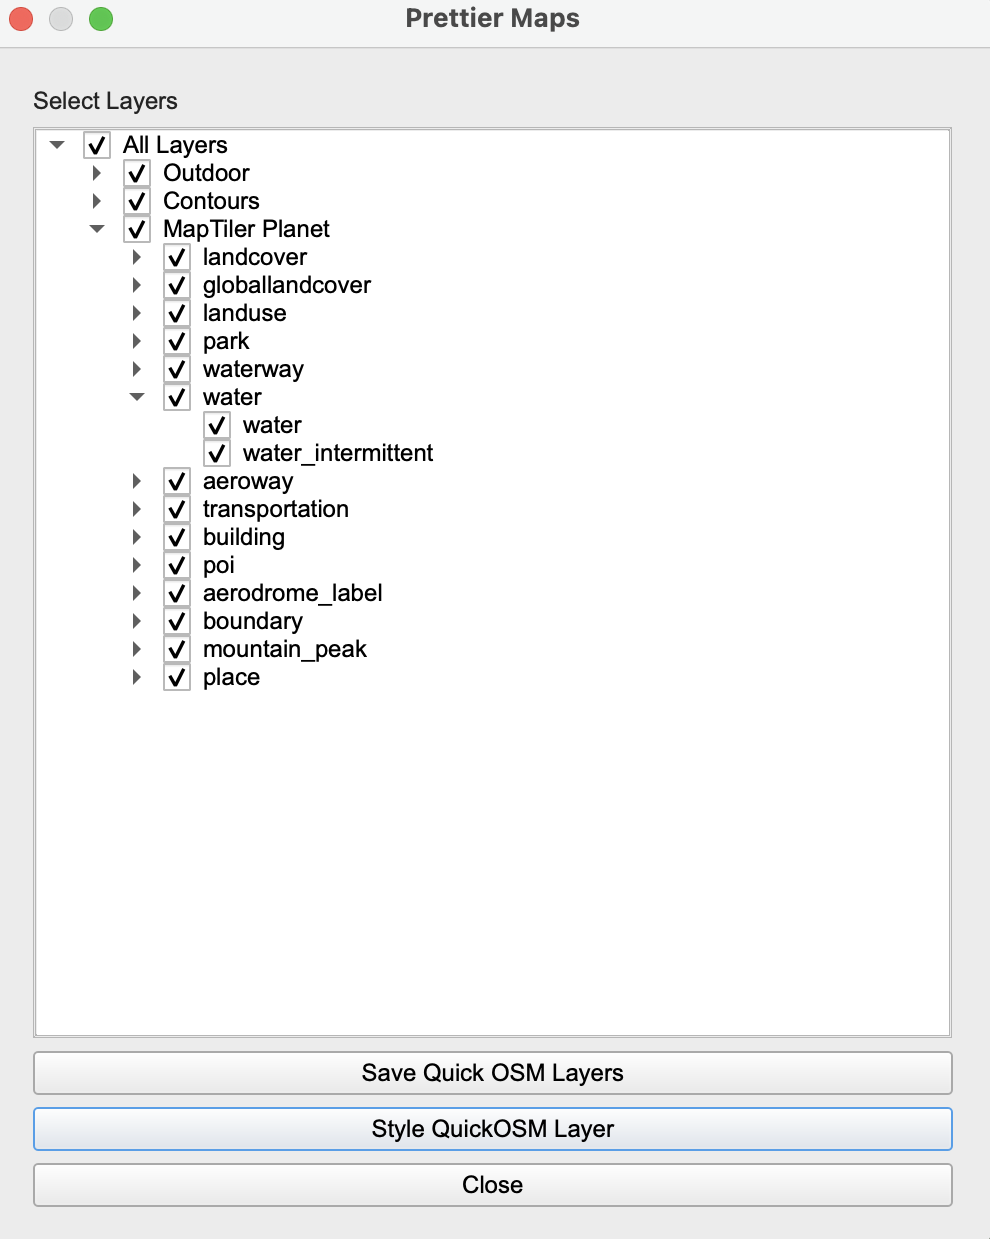 Prettier Maps
Select Layers
All Layers
Outdoor
Contours
MapTiler Planet
landcover
globallandcover
landuse
park
waterway
water
water
water_intermittent
aeroway
transportation
building
poi
aerodrome_label
boundary
mountain_peak
place
Save Quick OSM Layers
Style QuickOSM Layer
Close